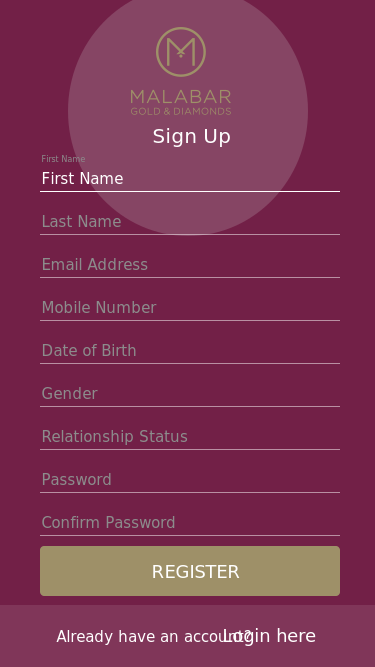 MALABAR
GOLD & DIAMONDS
Sign Up
First Name
First Name
Last Name
Email Address
Mobile Number
Date of Birth
Gender
Relationship Status
Password
Confirm Password
REGISTER
Already have an account? Login here